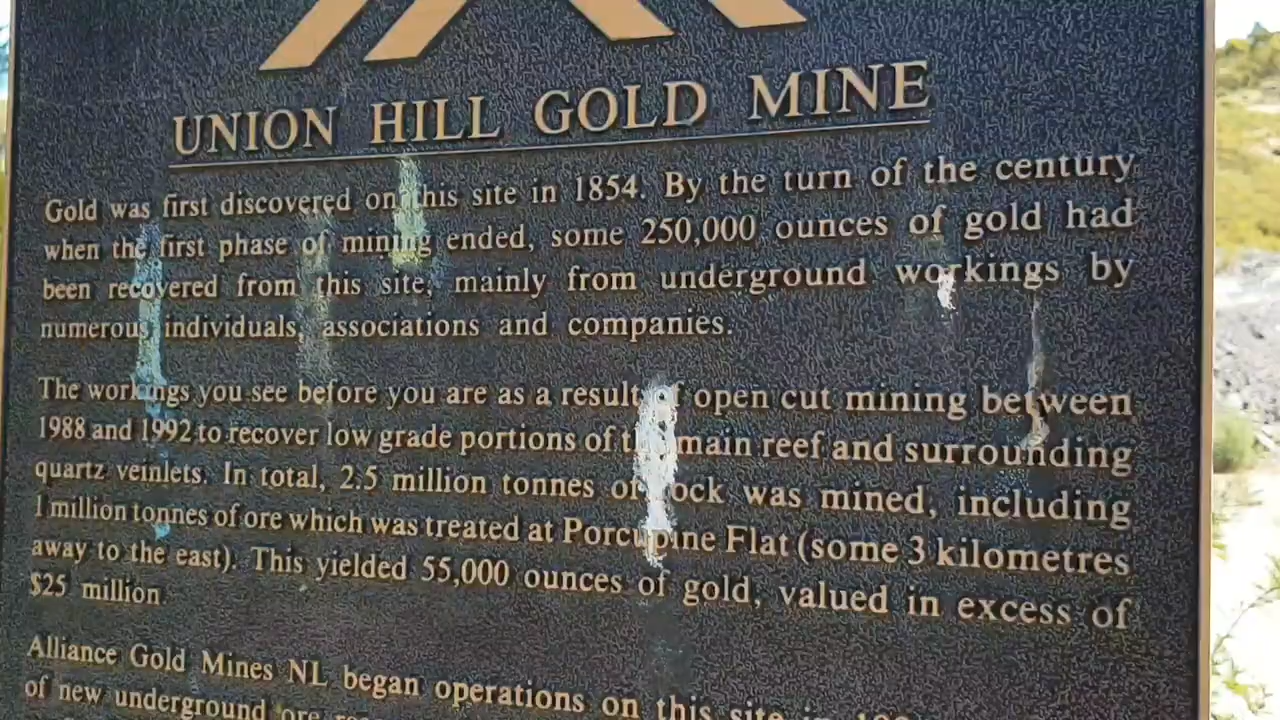 UNION HILL GOLD MINE
Gold was first discovered on this site in 1854. By the turn of the century
when the first phase of mining ended, some 250,000 ounces of gold had
been recovered from this site, mainly from underground workings by
numerous individuals, associations and companies.
The workings you see before you are as a result of open cut mining between
1988 and 1992 to recover low grade portions of the main reef and surrounding
quartz veinlets. In total, 2.5 million tonnes of rock was mined, including
1 million tonnes of ore which was treated at Porcupine Flat (some 3 kilometres
away to the east). This yielded 55,000 ounces of gold, valued in excess of
$25 million
Alliance Gold Mines NL began operations on this site in
of new underground ore